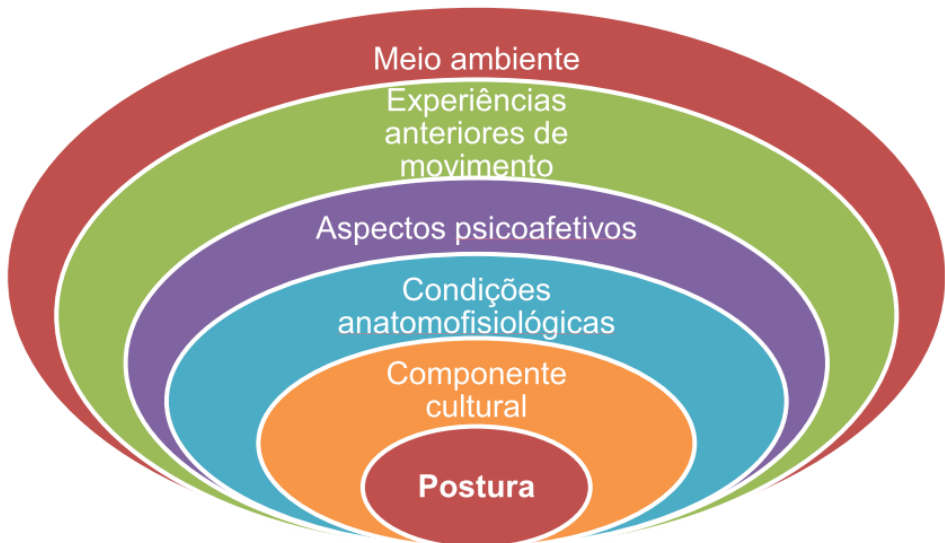 Meio ambiente
Experiências
anteriores de
movimento
Aspectos psicoafetivos
Condições
anatomofisiológicas
Componente
cultural
Postura